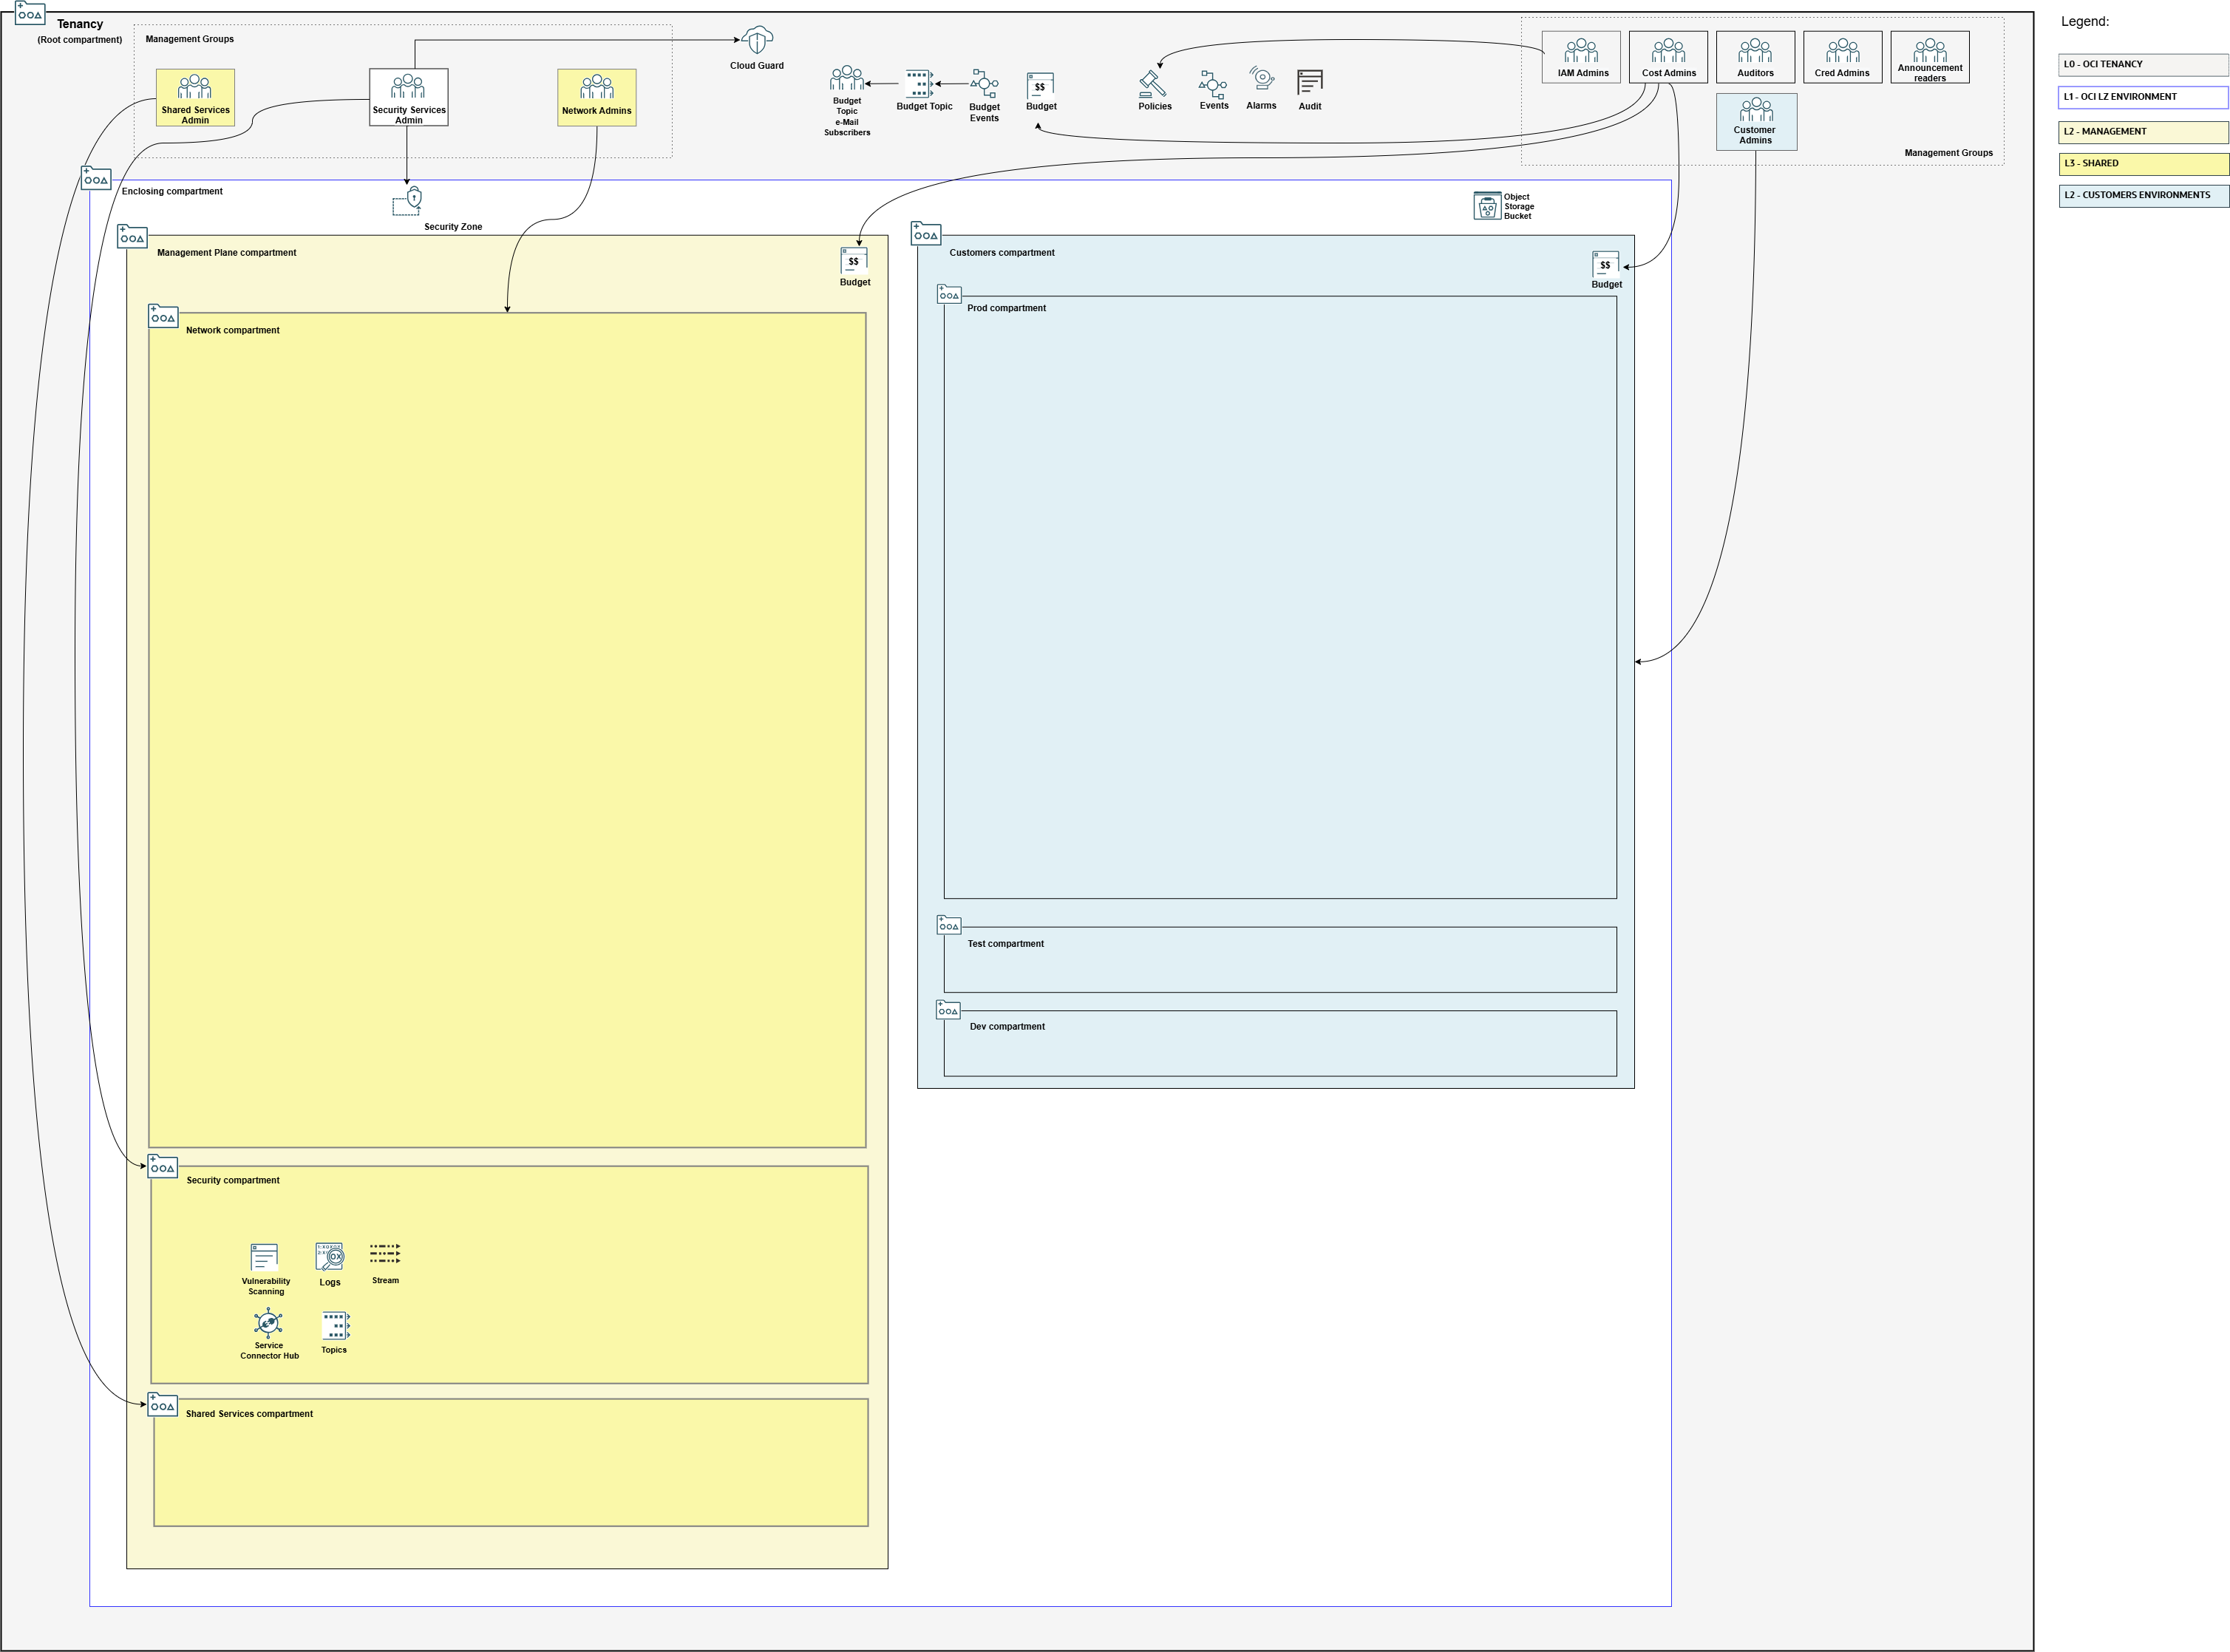 Tenancy
(Root compartment)
Management Groups
Shared Services
Admin
Security Services
Admin
Network Admins
Cloud Guard
Budget
Topic
e-Mail
Subscribers
Budget Topic
Budget
Events
$$
Budget
Policies
Events
Alarms
Audit
IAM Admins
Cost Admins
Auditors
Cred Admins
Announcement
readers
Customer
Admins
Management Groups
Legend:
L0 - OCI TENANCY
L1 - OCI LZ ENVIRONMENT
L2 - MANAGEMENT
L3 - SHARED
L2 - CUSTOMERS ENVIRONMENTS
Enclosing compartment
Security Zone
Object
Storage
Bucket
Management Plane compartment
$$
Budget
Customers compartment
$$
Budget
Network compartment
Prod compartment
Test compartment
Dev compartment
Security compartment
Vulnerability
Scanning
Logs
Stream
Service
Connector Hub
Topics
Shared Services compartment